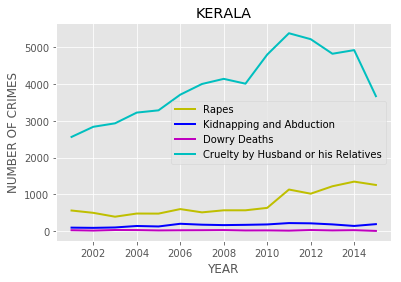 KERALA
NUMBER OF CRIMES
5000
4000
3000
2000
1000
0
Rapes
Kidnapping and Abduction
Dowry Deaths
Cruelty by Husband or his Relatives
2002 2004 2006 2008 2010 2012 2014
YEAR